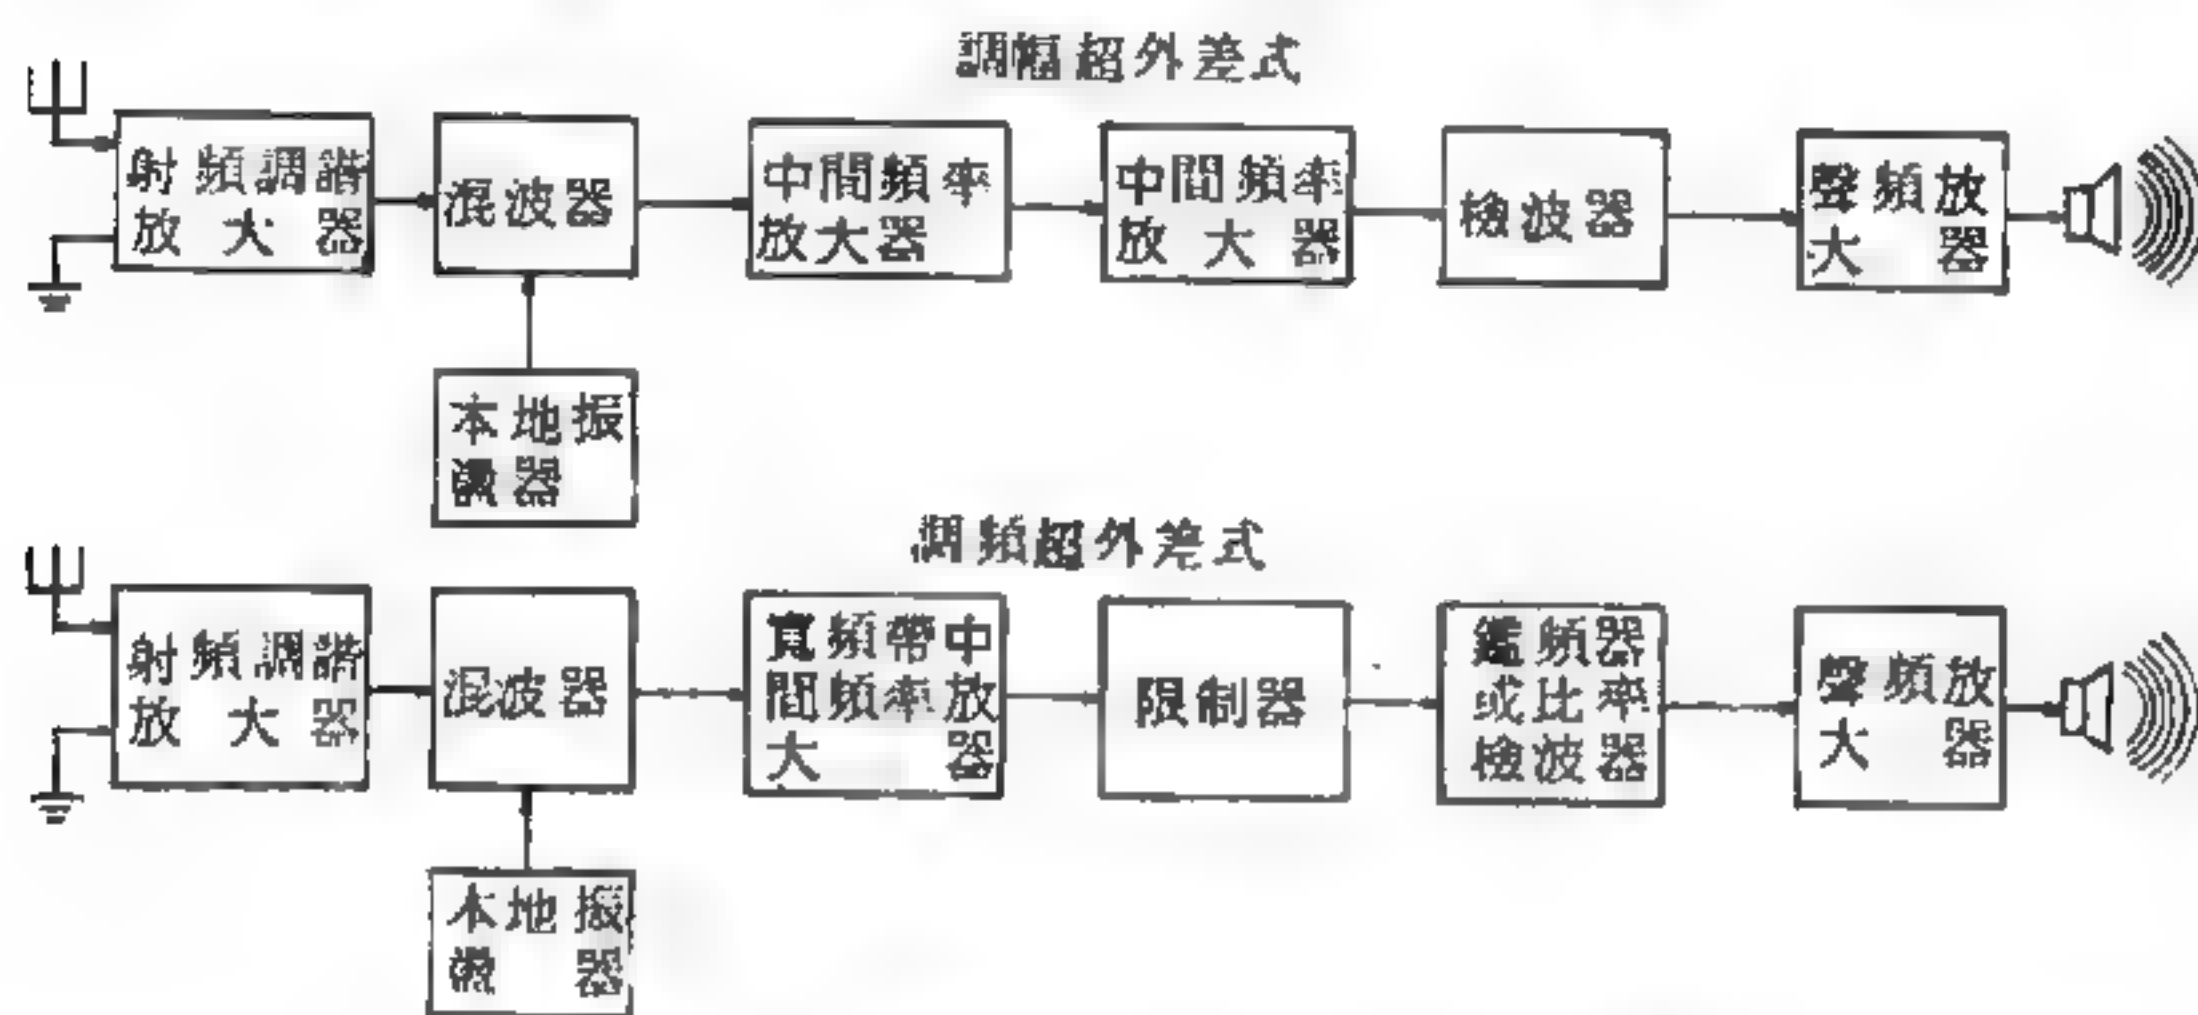 調幅超外差式
射頻調諧
放大器
混波器
中間頻率
放大器
中間頻率
放大器
檢波器
聲頻放
大器
本地振
盪器
調頻超外差式
射頻調諧
放大器
混波器
寬頻帶中
間頻率放
大器
限制器
鑑頻器
或比率
檢波器
聲頻放
大器
本地振
盪器